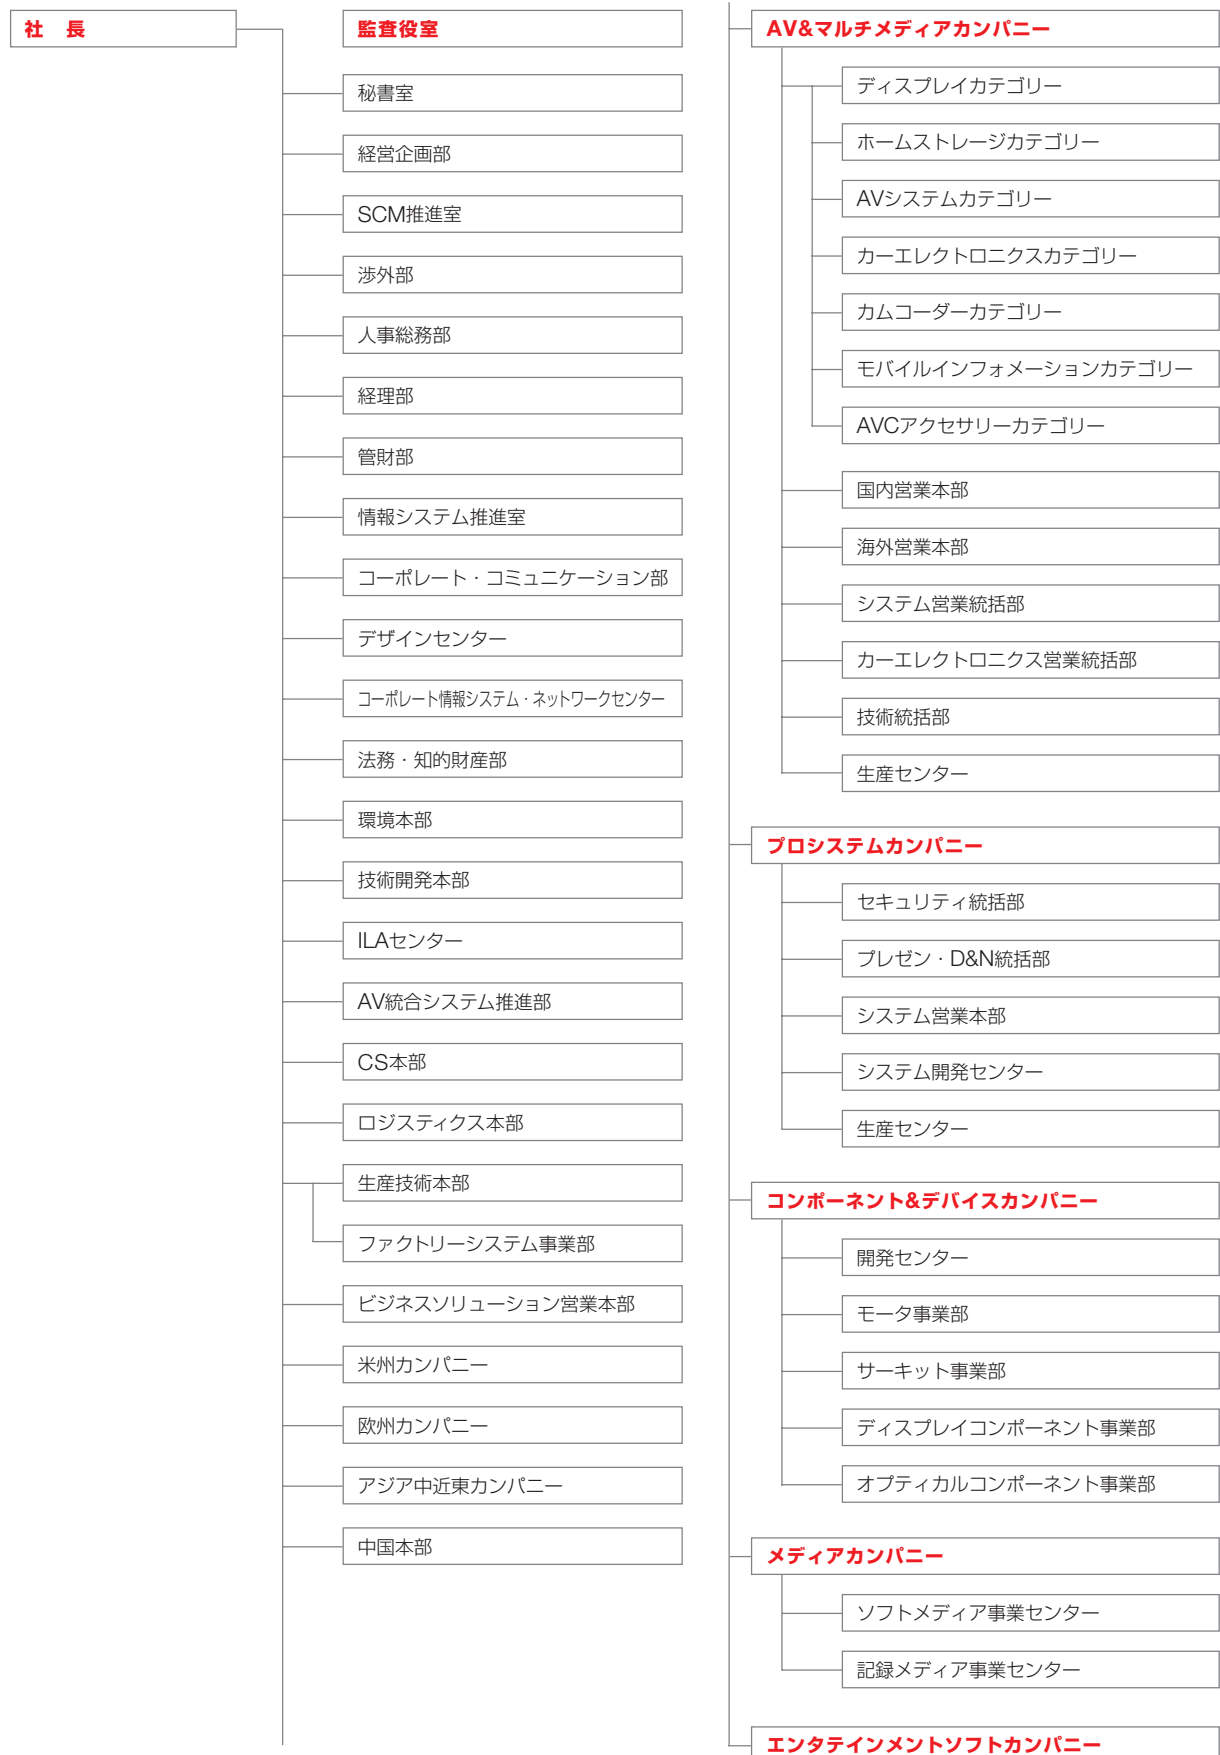 社　長
監査役室
秘書室
経営企画部
SCM推進室
渉外部
人事総務部
経理部
管財部
情報システム推進室
コーポレート・コミュニケーション部
デザインセンター
コーポレート情報システム・ネットワークセンター
法務・知的財産部
環境本部
技術開発本部
ILAセンター
AV統合システム推進部
CS本部
ロジスティクス本部
生産技術本部
ファクトリーシステム事業部
ビジネスソリューション営業本部
米州カンパニー
欧州カンパニー
アジア中近東カンパニー
中国本部
AV&マルチメディアカンパニー
ディスプレイカテゴリー
ホームストレージカテゴリー
AVシステムカテゴリー
カーエレクトロニクスカテゴリー
カムコーダーカテゴリー
モバイルインフォメーションカテゴリー
AVCアクセサリーカテゴリー
国内営業本部
海外営業本部
システム営業統括部
カーエレクトロニクス営業統括部
技術統括部
生産センター
プロシステムカンパニー
セキュリティ統括部
プレゼン・D&N統括部
システム営業本部
システム開発センター
生産センター
コンポーネント&デバイスカンパニー
開発センター
モータ事業部
サーキット事業部
ディスプレイコンポーネント事業部
オプティカルコンポーネント事業部
メディアカンパニー
ソフトメディア事業センター
記録メディア事業センター
エンタテインメントソフトカンパニー